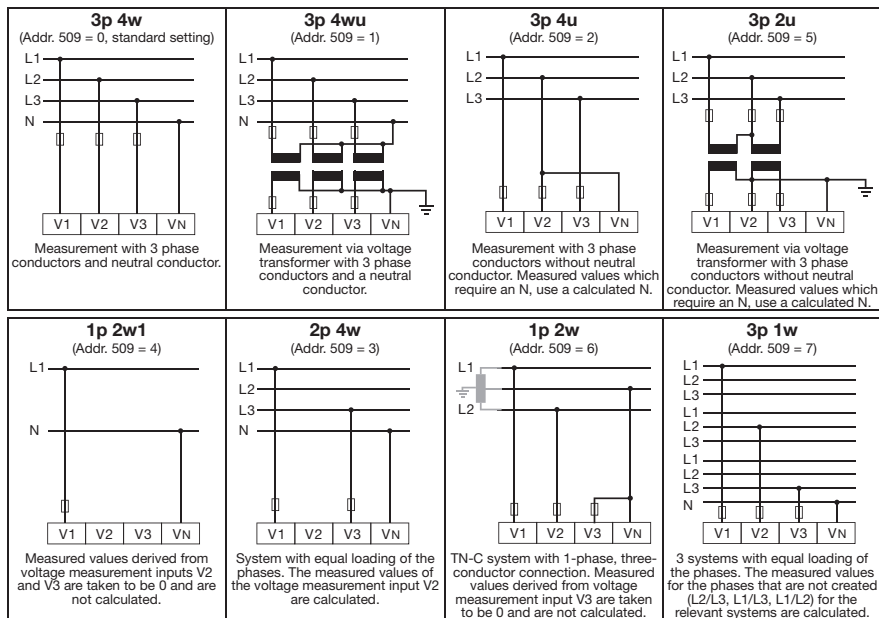 3p 4w
(Addr. 509 = 0, standard setting)
L1
L2
L3
N
V1 V2 V3 VN
Measurement with 3 phase
conductors and neutral conductor.
3p 4wu
(Addr. 509 = 1)
L1
L2
L3
N
V1 V2 V3 VN
Measurement via voltage
transformer with 3 phase
conductors and a neutral
conductor.
3p 4u
(Addr. 509 = 2)
L1
L2
L3
V1 V2 V3 VN
Measurement with 3 phase
conductors without neutral
conductor. Measured values which
require an N, use a calculated N.
3p 2u
(Addr. 509 = 5)
L1
L2
L3
V1 V2 V3 VN
Measurement via voltage
transformer with 3 phase
conductors without neutral
conductor. Measured values which
require an N, use a calculated N.
1p 2w1
(Addr. 509 = 4)
L1
N
V1 V2 V3 VN
Measured values derived from
voltage measurement inputs V2
and V3 are taken to be 0 and are
not calculated.
2p 4w
(Addr. 509 = 3)
L1
L2
L3
N
V1 V2 V3 VN
System with equal loading of the
phases. The measured values of
the voltage measurement input V2
are calculated.
1p 2w
(Addr. 509 = 6)
L1
L2
V1 V2 V3 VN
TN-C system with 1-phase, three-
conductor connection. Measured
values derived from voltage
measurement input V3 are taken
to be 0 and are not calculated.
3p 1w
(Addr. 509 = 7)
L1
L2
L3
L1
L2
L3
L1
L2
L3
N
V1 V2 V3 VN
3 systems with equal loading of
the phases. The measured values
for the phases that are not created
(L2/L3, L1/L3, L1/L2) for the
relevant systems are calculated.